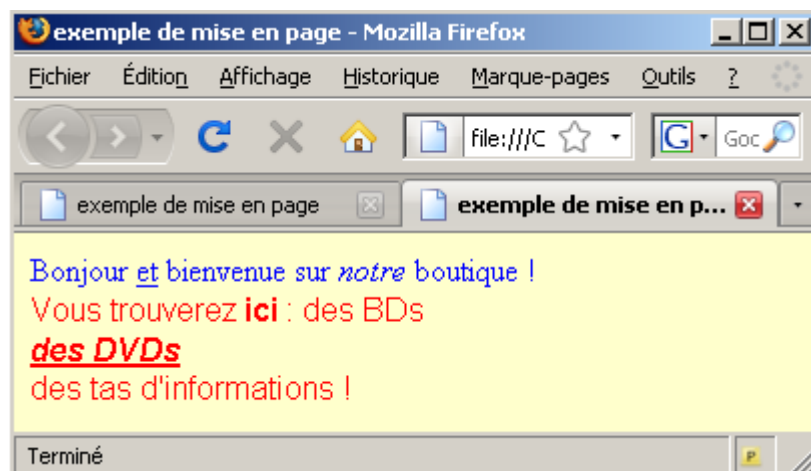 exemple de mise en page - Mozilla Firefox
Fichier Édition Affichage Historique Marque-pages Outils ?
file:///C G Goc
exemple de mise en page exemple de mise en p...
Bonjour et bienvenue sur notre boutique !
Vous trouverez ici : des BDs
des DVDs
des tas d'informations !
Terminé P